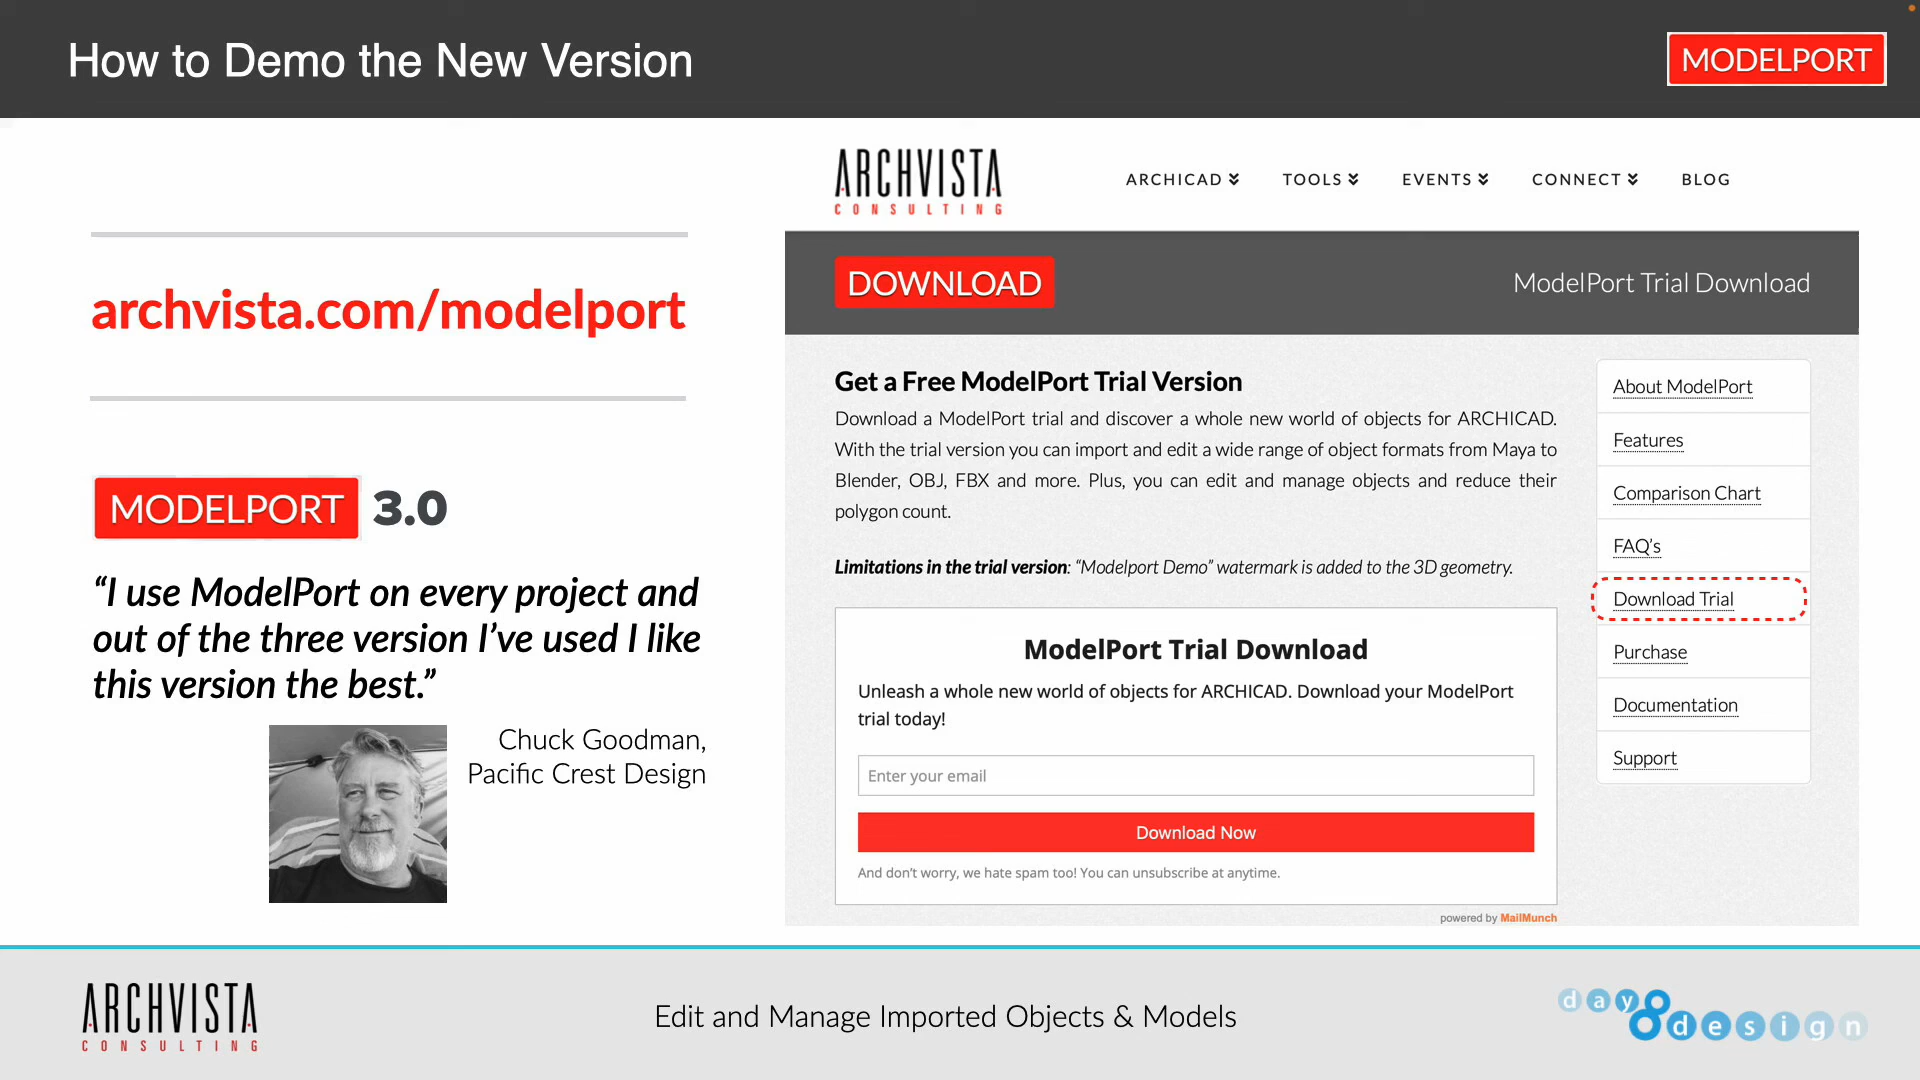 How to Demo the New Version
MODELPORT
archvista.com/modelport
MODELPORT 3.0
“I use ModelPort on every project and
out of the three version I’ve used I like
this version the best.”
Chuck Goodman,
Pacific Crest Design
ARCHVISTA
CONSULTING
ARCHICAD
TOOLS
EVENTS
CONNECT
BLOG
DOWNLOAD
ModelPort Trial Download
Get a Free ModelPort Trial Version
Download a ModelPort trial and discover a whole new world of objects for ARCHICAD.
With the trial version you can import and edit a wide range of object formats from Maya to
Blender, OBJ, FBX and more. Plus, you can edit and manage objects and reduce their
polygon count.
Limitations in the trial version: “Modelport Demo” watermark is added to the 3D geometry.
ModelPort Trial Download
Unleash a whole new world of objects for ARCHICAD. Download your ModelPort
trial today!
Enter your email
Download Now
And don’t worry, we hate spam too! You can unsubscribe at anytime.
powered by MailMunch
About ModelPort
Features
Comparison Chart
FAQ’s
Download Trial
Purchase
Documentation
Support
ARCHVISTA
CONSULTING
Edit and Manage Imported Objects & Models
day8design